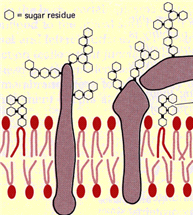 = sugar residue